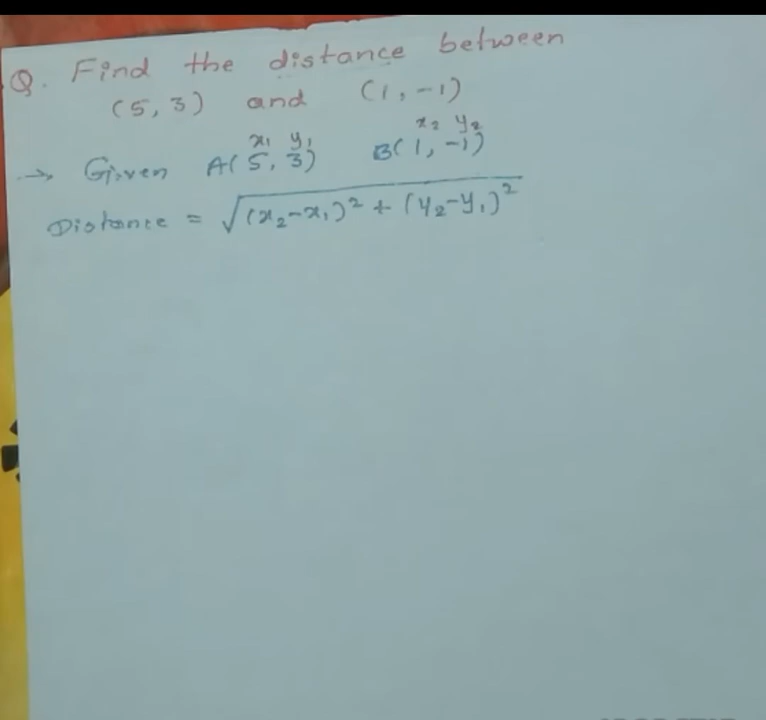 Q. Find the distance between
(5, 3) and (1, -1)
x₁ y₁ x₂ y₂
→ Given A(5, 3) B(1, -1)
Distance = √(x₂-x₁)² + (y₂-y₁)²